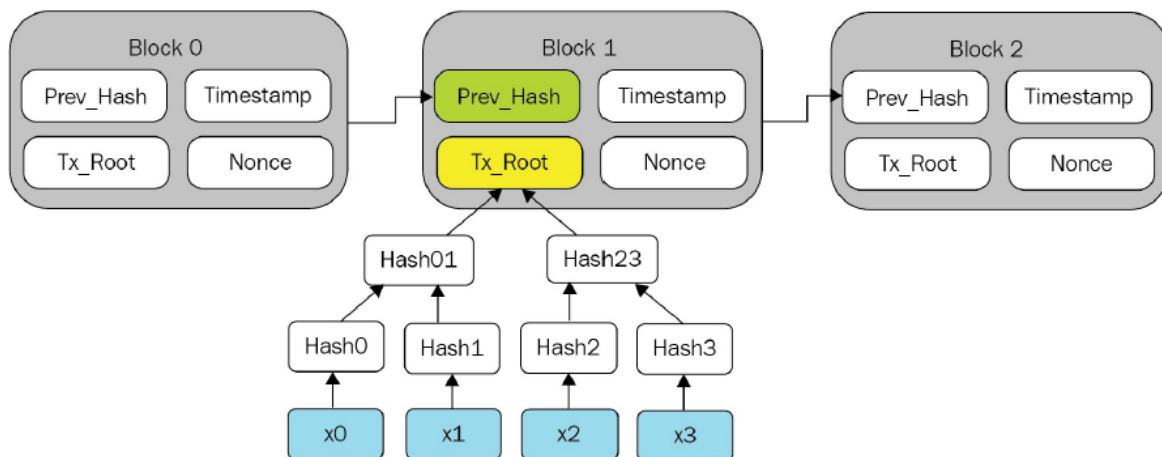 Block 0
Prev_Hash
Timestamp
Tx_Root
Nonce
Block 1
Prev_Hash
Timestamp
Tx_Root
Nonce
Block 2
Prev_Hash
Timestamp
Tx_Root
Nonce
Hash01
Hash23
Hash0
Hash1
Hash2
Hash3
x0
x1
x2
x3